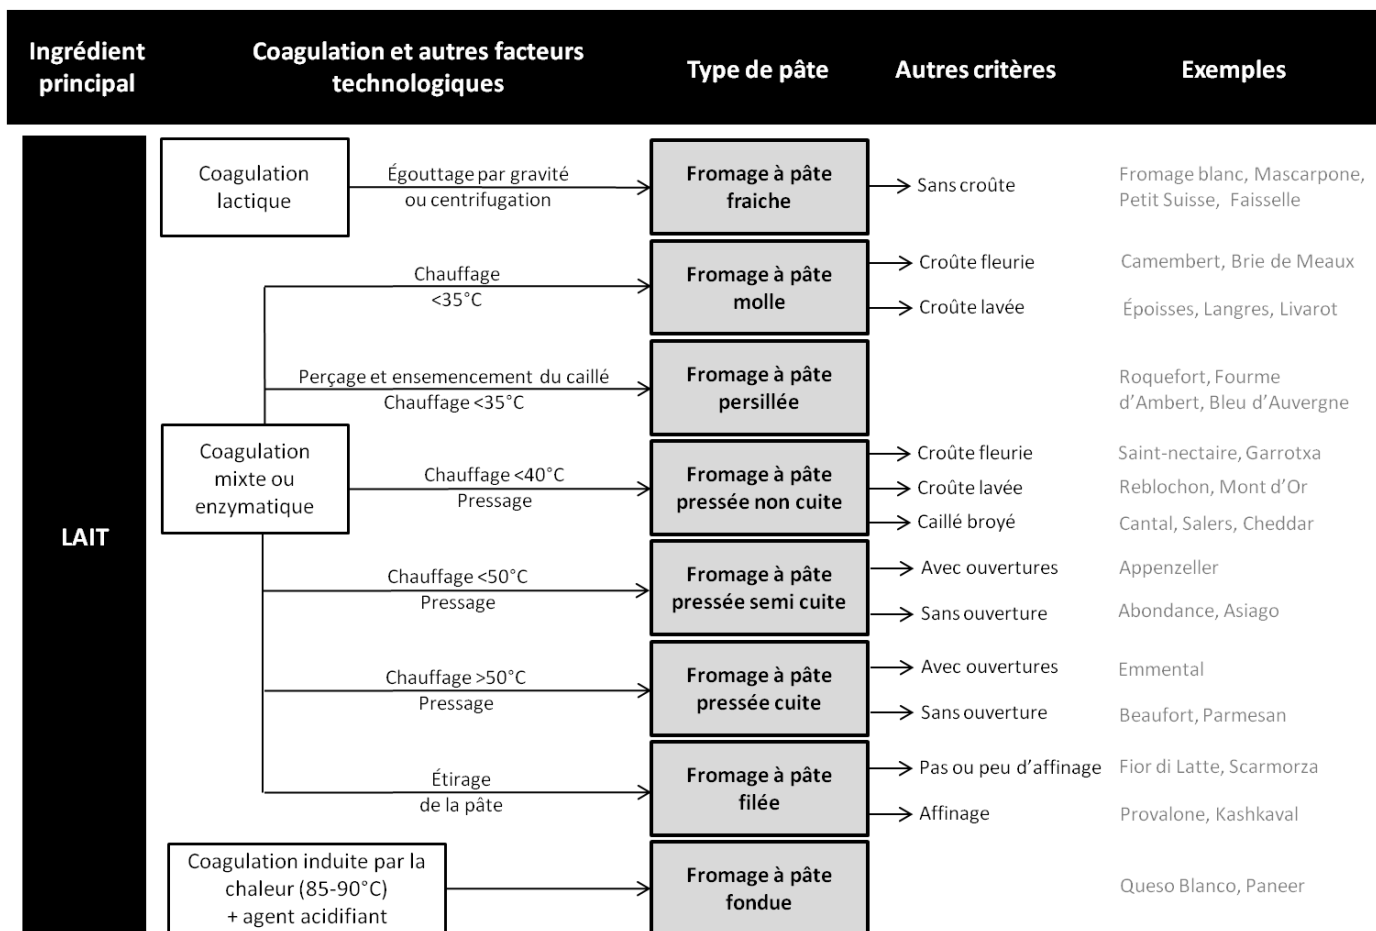 Ingrédient
principal
Coagulation et autres facteurs
technologiques
Type de pâte
Autres critères
Exemples
LAIT
Coagulation
lactique
Égouttage par gravité
ou centrifugation
Fromage à pâte
fraiche
Sans croûte
Fromage blanc, Mascarpone,
Petit Suisse, Faisselle
Chauffage
<35°C
Fromage à pâte
molle
Croûte fleurie
Camembert, Brie de Meaux
Croûte lavée
Époisses, Langres, Livarot
Perçage et ensemencement du caillé
Chauffage <35°C
Fromage à pâte
persillée
Roquefort, Fourme
d’Ambert, Bleu d’Auvergne
Coagulation
mixte ou
enzymatique
Chauffage <40°C
Pressage
Fromage à pâte
pressée non cuite
Croûte fleurie
Saint-nectaire, Garrotxa
Croûte lavée
Reblochon, Mont d’Or
Caillé broyé
Cantal, Salers, Cheddar
Chauffage <50°C
Pressage
Fromage à pâte
pressée semi cuite
Avec ouvertures
Appenzeller
Sans ouverture
Abondance, Asiago
Chauffage >50°C
Pressage
Fromage à pâte
pressée cuite
Avec ouvertures
Emmental
Sans ouverture
Beaufort, Parmesan
Étirage
de la pâte
Fromage à pâte
filée
Pas ou peu d’affinage
Fior di Latte, Scarmorza
Affinage
Provalone, Kashkaval
Coagulation induite par la
chaleur (85-90°C)
+ agent acidifiant
Fromage à pâte
fondue
Queso Blanco, Paneer